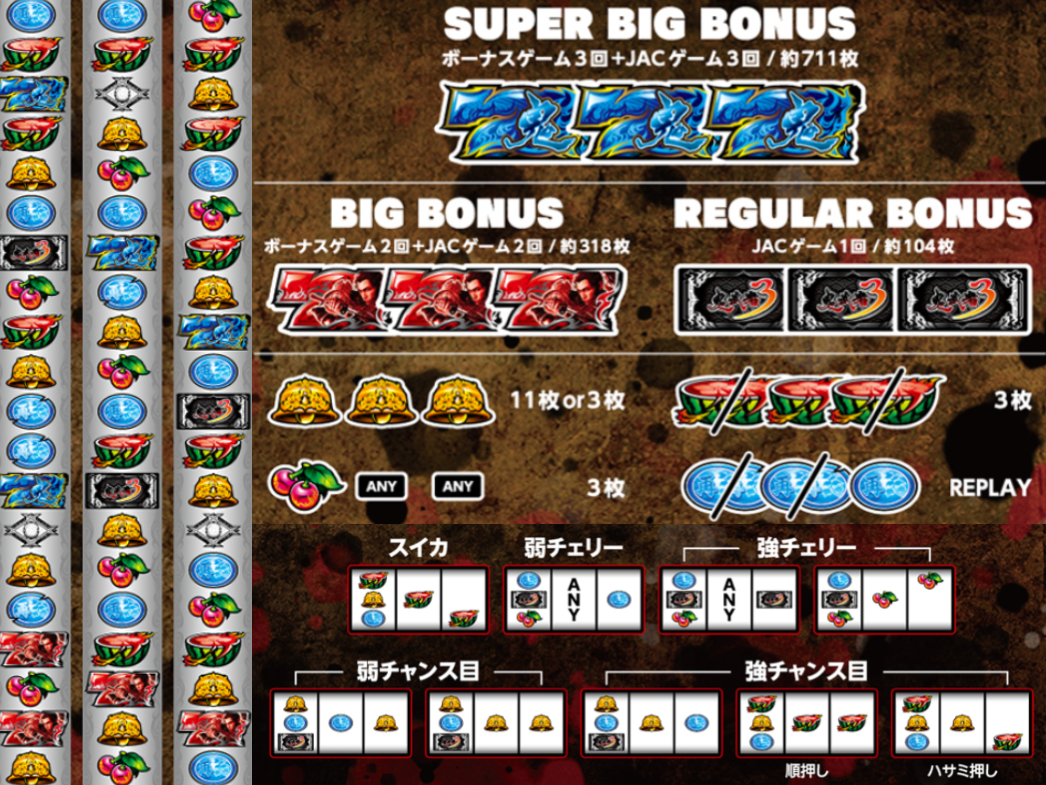 SUPER BIG BONUS
ボーナスゲーム3回+JACゲーム3回 / 約711枚
BIG BONUS
ボーナスゲーム2回+JACゲーム2回 / 約318枚
REGULAR BONUS
JACゲーム1回 / 約104枚
11枚or3枚
3枚
ANY ANY
3枚
REPLAY
スイカ
弱チェリー
強チェリー
ANY
ANY
弱チャンス目
強チャンス目
順押し
ハサミ押し